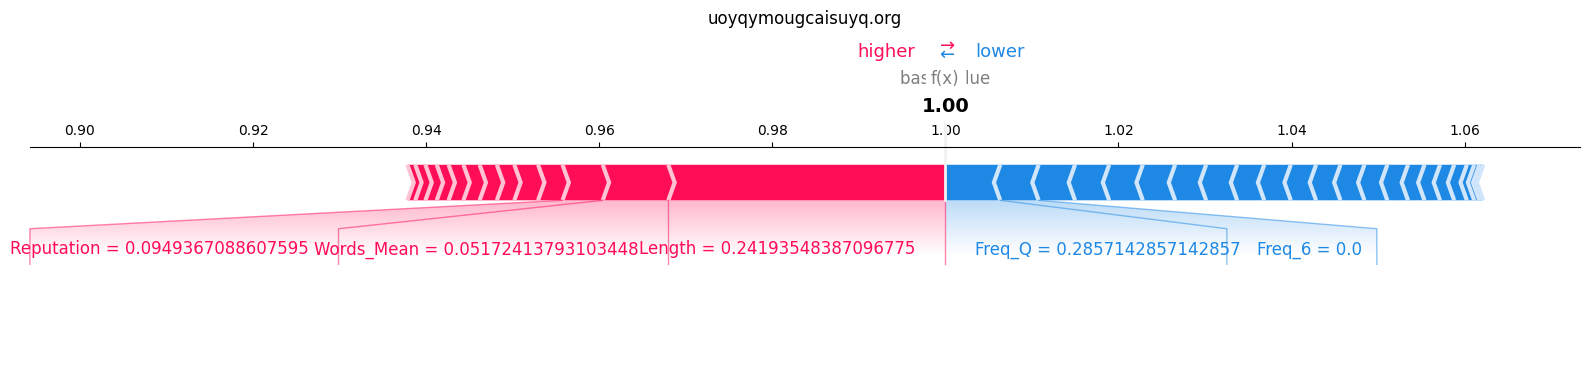 uoyqymougcaisuyq.org
higher → ← lower
bas f(x) lue
1.00
0.90 0.92 0.94 0.96 0.98 1.00 1.02 1.04 1.06
Reputation = 0.0949367088607595 Words_Mean = 0.05172413793103448 Length = 0.24193548387096775 Freq_Q = 0.2857142857142857 Freq_6 = 0.0